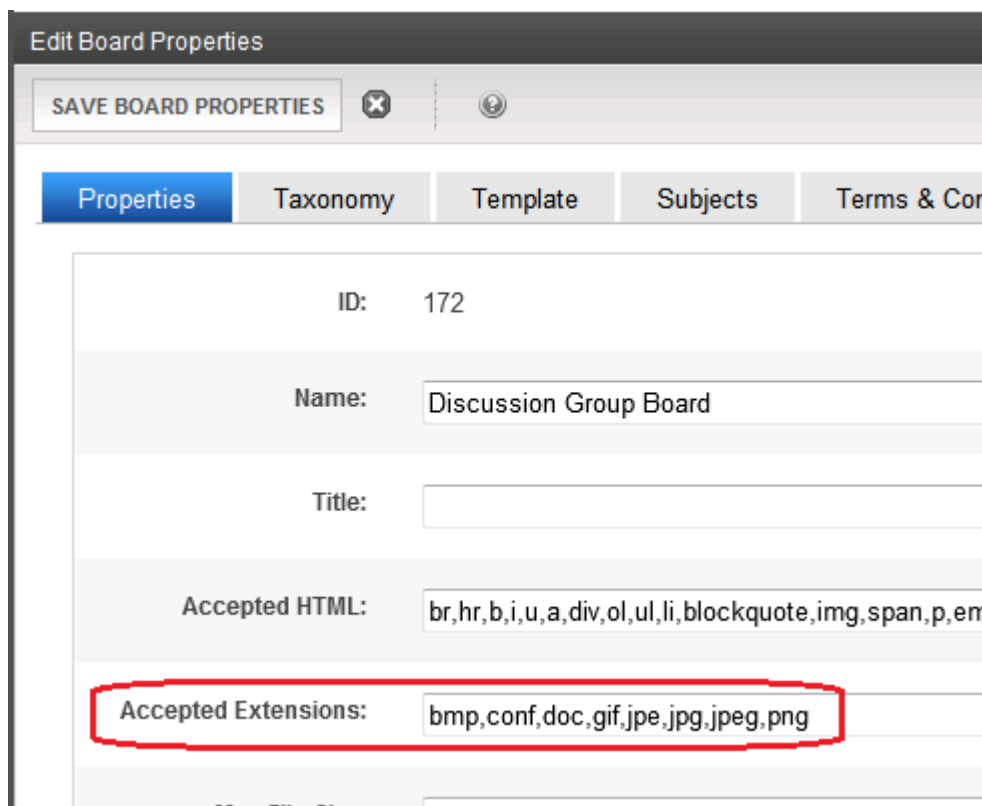 Edit Board Properties
SAVE BOARD PROPERTIES
Properties Taxonomy Template Subjects Terms &
ID: 172
Name: Discussion Group Board
Title:
Accepted HTML: br,hr,b,i,u,a,div,ol,ul,li,blockquote,img,span,p,em
Accepted Extensions: bmp,conf,doc,gif,jpe,jpg,jpeg,png